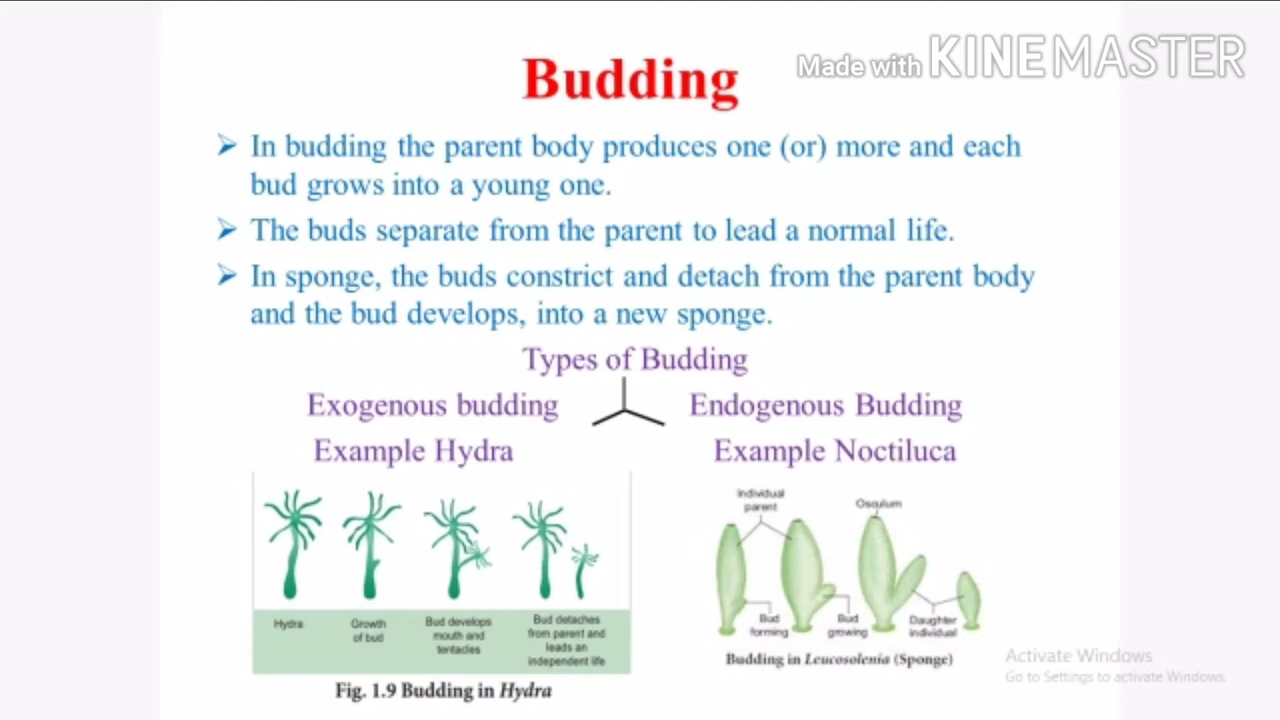 Made with KINEMASTER
Budding
➢ In budding the parent body produces one (or) more and each
bud grows into a young one.
➢ The buds separate from the parent to lead a normal life.
➢ In sponge, the buds constrict and detach from the parent body
and the bud develops, into a new sponge.
Types of Budding
Exogenous budding
Endogenous Budding
Example Hydra
Example Noctiluca
Hydra
Growth
of bud
Bud develops
mouth and
tentacles
Bud detaches
from parent and
leads an
independent life
Fig. 1.9 Budding in Hydra
Individual
parent
Osculum
Bud
forming
Bud
growing
Daughter
individual
Budding in Leucosolenia (Sponge)
Activate Windows
Go to Settings to activate Windows.